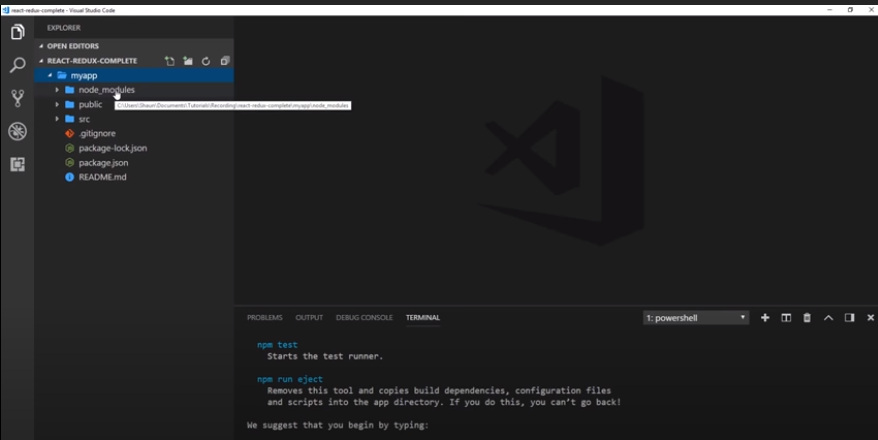 react-redux-complete - Visual Studio Code
EXPLORER
OPEN EDITORS
REACT-REDUX-COMPLETE
myapp
node_modules
C:\Users\Shaun\Documents\Tutorials\Recording\react-redux-complete\myapp\node_modules
public
src
.gitignore
package-lock.json
package.json
README.md
PROBLEMS OUTPUT DEBUG CONSOLE TERMINAL 1: powershell
npm test
Starts the test runner.
npm run eject
Removes this tool and copies build dependencies, configuration files
and scripts into the app directory. If you do this, you can't go back!
We suggest that you begin by typing: